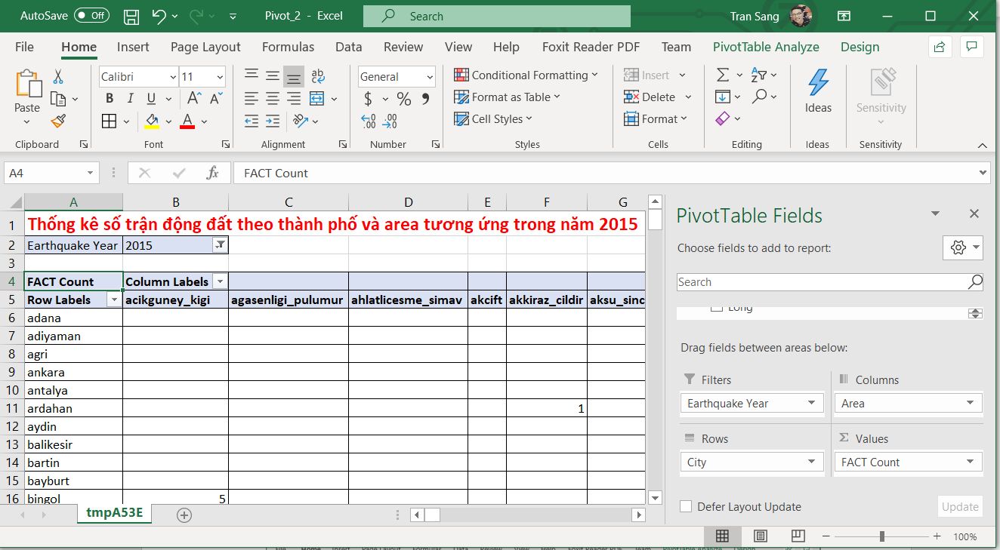 AutoSave Off Pivot_2 - Excel Search Tran Sang
File Home Insert Page Layout Formulas Data Review View Help Foxit Reader PDF Team PivotTable Analyze Design
Calibri 11 General Conditional Formatting Insert
Paste B I U $ % Format as Table Delete Ideas Sensitivity
Cell Styles Format
Clipboard Font Alignment Number Styles Cells Editing Ideas Sensitivity
A4 fx FACT Count
A B C D E F G
1 Thống kê số trận động đất theo thành phố và area tương ứng trong năm 2015
2 Earthquake Year 2015
3
4 FACT Count Column Labels
5 Row Labels acikguney_kigi agasenligi_pulumur ahlatlicesme_simav akcift akkiraz_cildir aksu_sinc
6 adana
7 adiyaman
8 agri
9 ankara
10 antalya
11 ardahan 1
12 aydin
13 balikesir
14 bartin
15 bayburt
16 bingol 5
tmpA53E
PivotTable Fields
Choose fields to add to report:
Search
Long
Drag fields between areas below:
Filters Columns
Earthquake Year Area
Rows Σ Values
City FACT Count
Defer Layout Update Update
100%